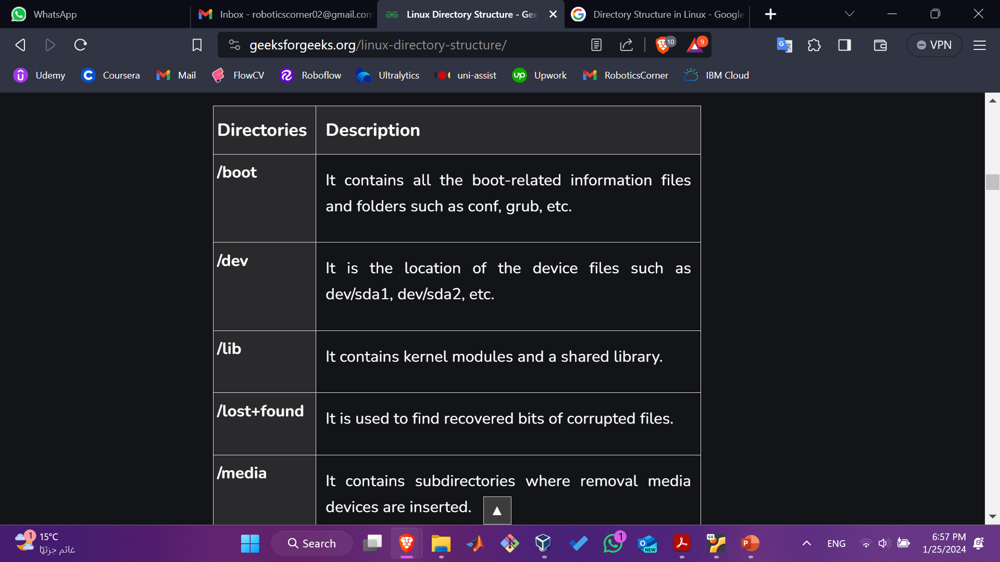 WhatsApp
Inbox - roboticscorner02@gmail.com
Linux Directory Structure - Gee
Directory Structure in Linux - Google
geeksforgeeks.org/linux-directory-structure/
10
9
VPN
Udemy
Coursera
Mail
FlowCV
Roboflow
Ultralytics
uni-assist
up
Upwork
RoboticsCorner
IBM Cloud
Directories Description
/boot
It contains all the boot-related information files
and folders such as conf, grub, etc.
/dev
It is the location of the device files such as
dev/sda1, dev/sda2, etc.
/lib
It contains kernel modules and a shared library.
/lost+found
It is used to find recovered bits of corrupted files.
/media
It contains subdirectories where removal media
devices are inserted.
1
15°C
غائم جزئيًا
Search
1
NEW
64
ENG
6:57 PM
1/25/2024